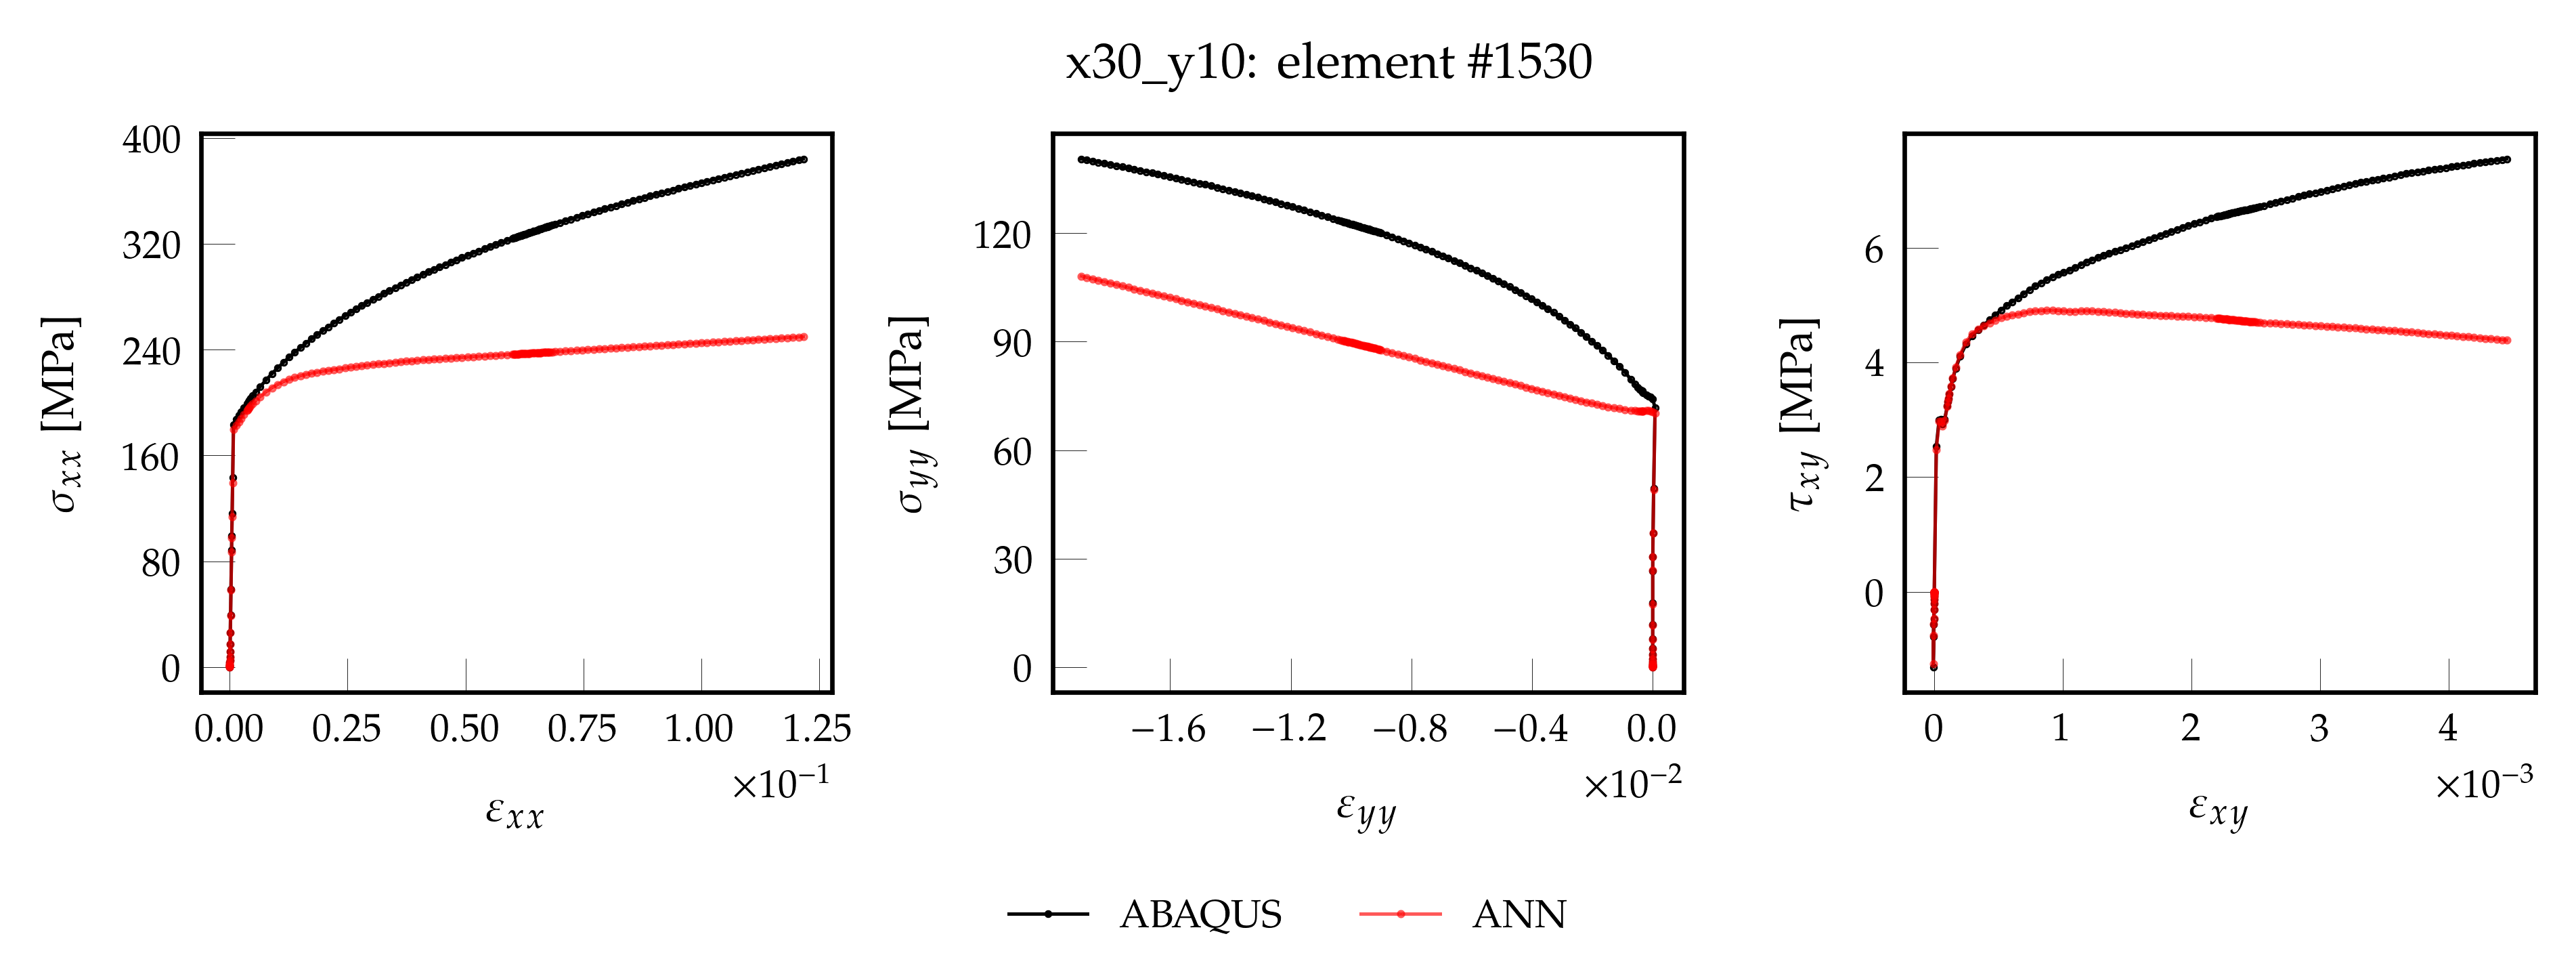 x30_y10: element #1530
400
320
240
160
80
0
σxx [MPa]
0.00 0.25 0.50 0.75 1.00 1.25
×10−1
εxx
120
90
60
30
0
σyy [MPa]
−1.6 −1.2 −0.8 −0.4 0.0
×10−2
εyy
6
4
2
0
τxy [MPa]
0 1 2 3 4
×10−3
εxy
ABAQUS ANN